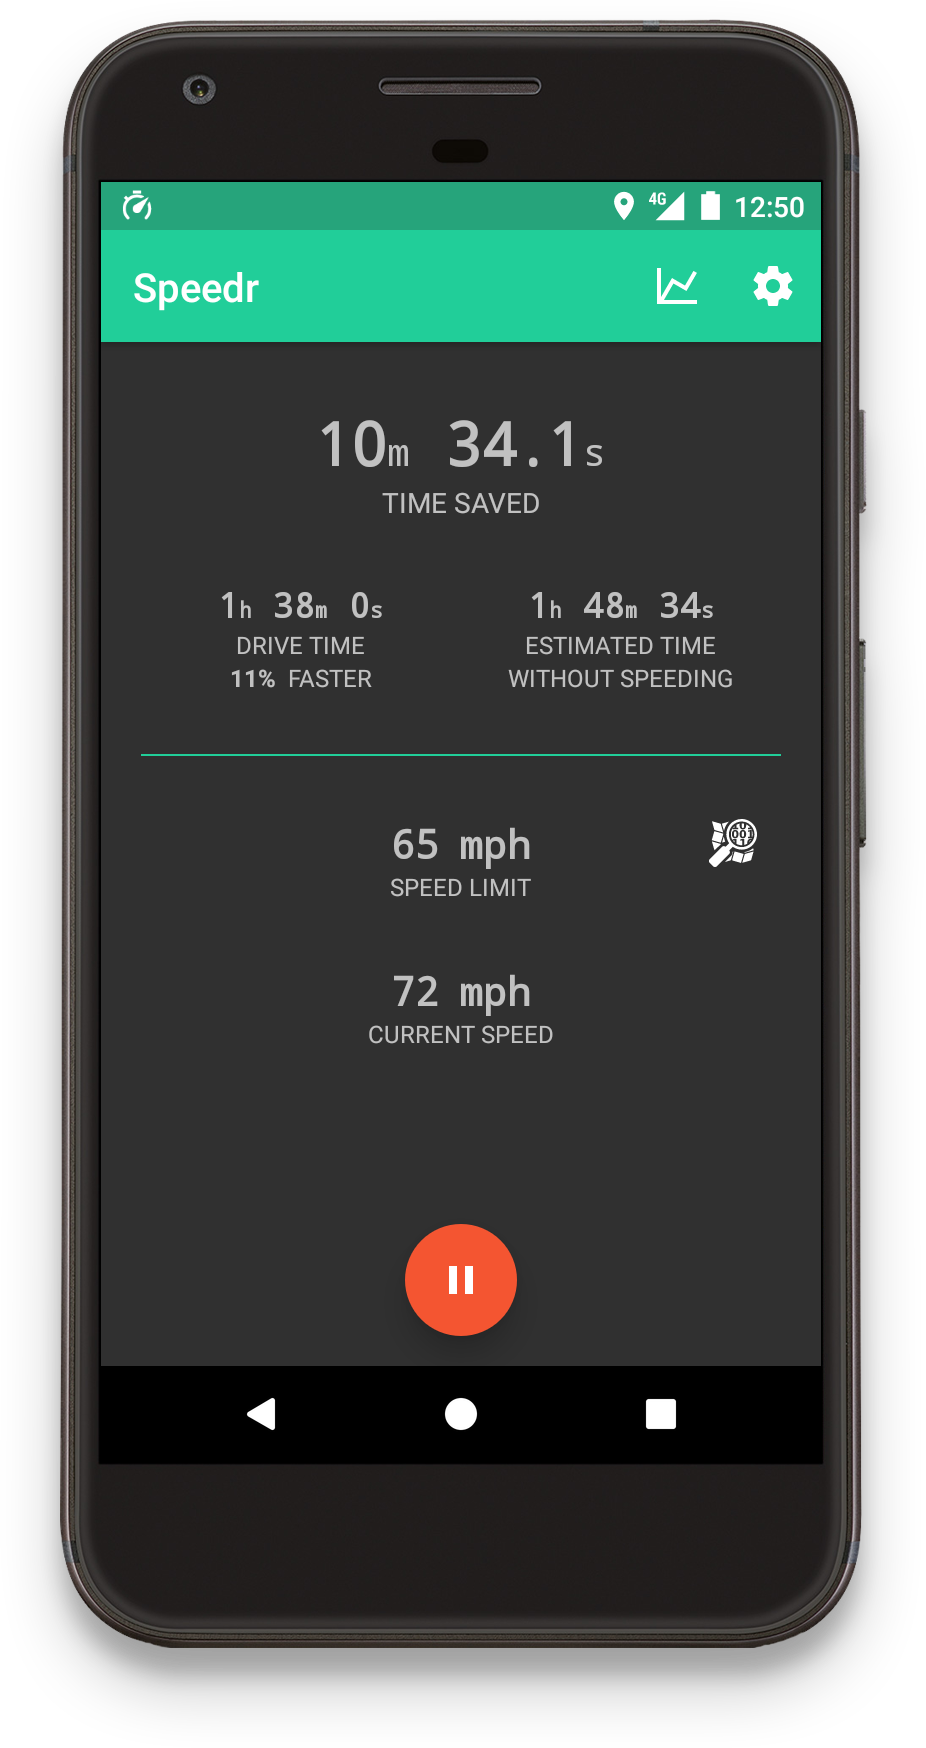 4G 12:50
Speedr
10m 34.1s
TIME SAVED
1h 38m 0s
DRIVE TIME
11% FASTER
1h 48m 34s
ESTIMATED TIME
WITHOUT SPEEDING
65 mph
SPEED LIMIT
72 mph
CURRENT SPEED